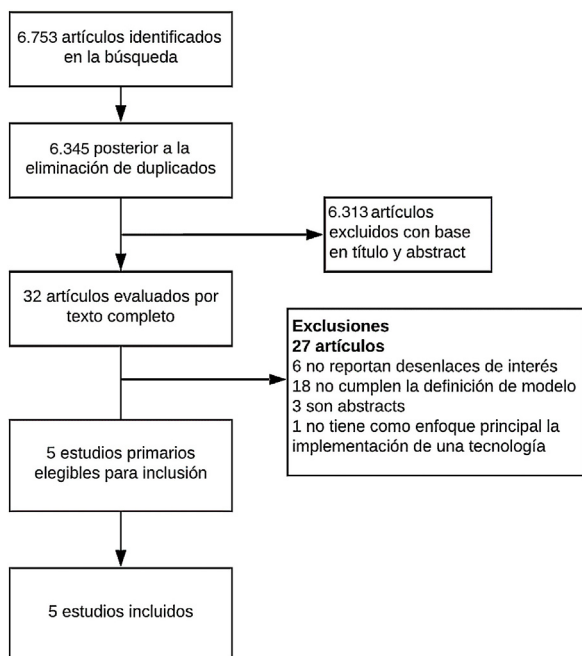 6.753 artículos identificados
en la búsqueda
6.345 posterior a la
eliminación de duplicados
6.313 artículos
excluidos con base
en título y abstract
32 artículos evaluados por
texto completo
Exclusiones
27 artículos
6 no reportan desenlaces de interés
18 no cumplen la definición de modelo
3 son abstracts
1 no tiene como enfoque principal la
implementación de una tecnología
5 estudios primarios
elegibles para inclusión
5 estudios incluidos